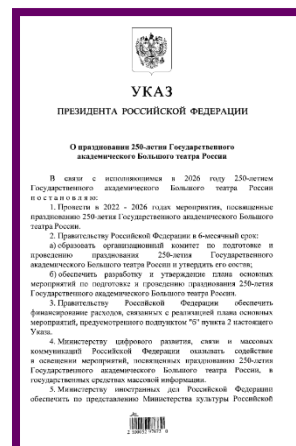 УКАЗ
ПРЕЗИДЕНТА РОССИЙСКОЙ ФЕДЕРАЦИИ
О праздновании 250-летия Государственного
академического Большого театра России
В связи с исполняющимся в 2026 году 250-летием
Государственного академического Большого театра России
постановляю:
1. Провести в 2022 - 2026 годах мероприятия, посвященные
празднованию 250-летия Государственного академического Большого
театра России.
2. Правительству Российской Федерации в 6-месячный срок:
а) образовать организационный комитет по подготовке и
проведению празднования 250-летия Государственного
академического Большого театра России и утвердить его состав;
б) обеспечить разработку и утверждение плана основных
мероприятий по подготовке и проведению празднования 250-летия
Государственного академического Большого театра России.
3. Правительству Российской Федерации обеспечить
финансирование расходов, связанных с реализацией плана основных
мероприятий, предусмотренного подпунктом "б" пункта 2 настоящего
Указа.
4. Министерству цифрового развития, связи и массовых
коммуникаций Российской Федерации оказывать содействие
в освещении мероприятий, посвященных празднованию 250-летия
Государственного академического Большого театра России, в
государственных средствах массовой информации.
5. Министерству иностранных дел Российской Федерации
обеспечить по представлению Министерства культуры Российской